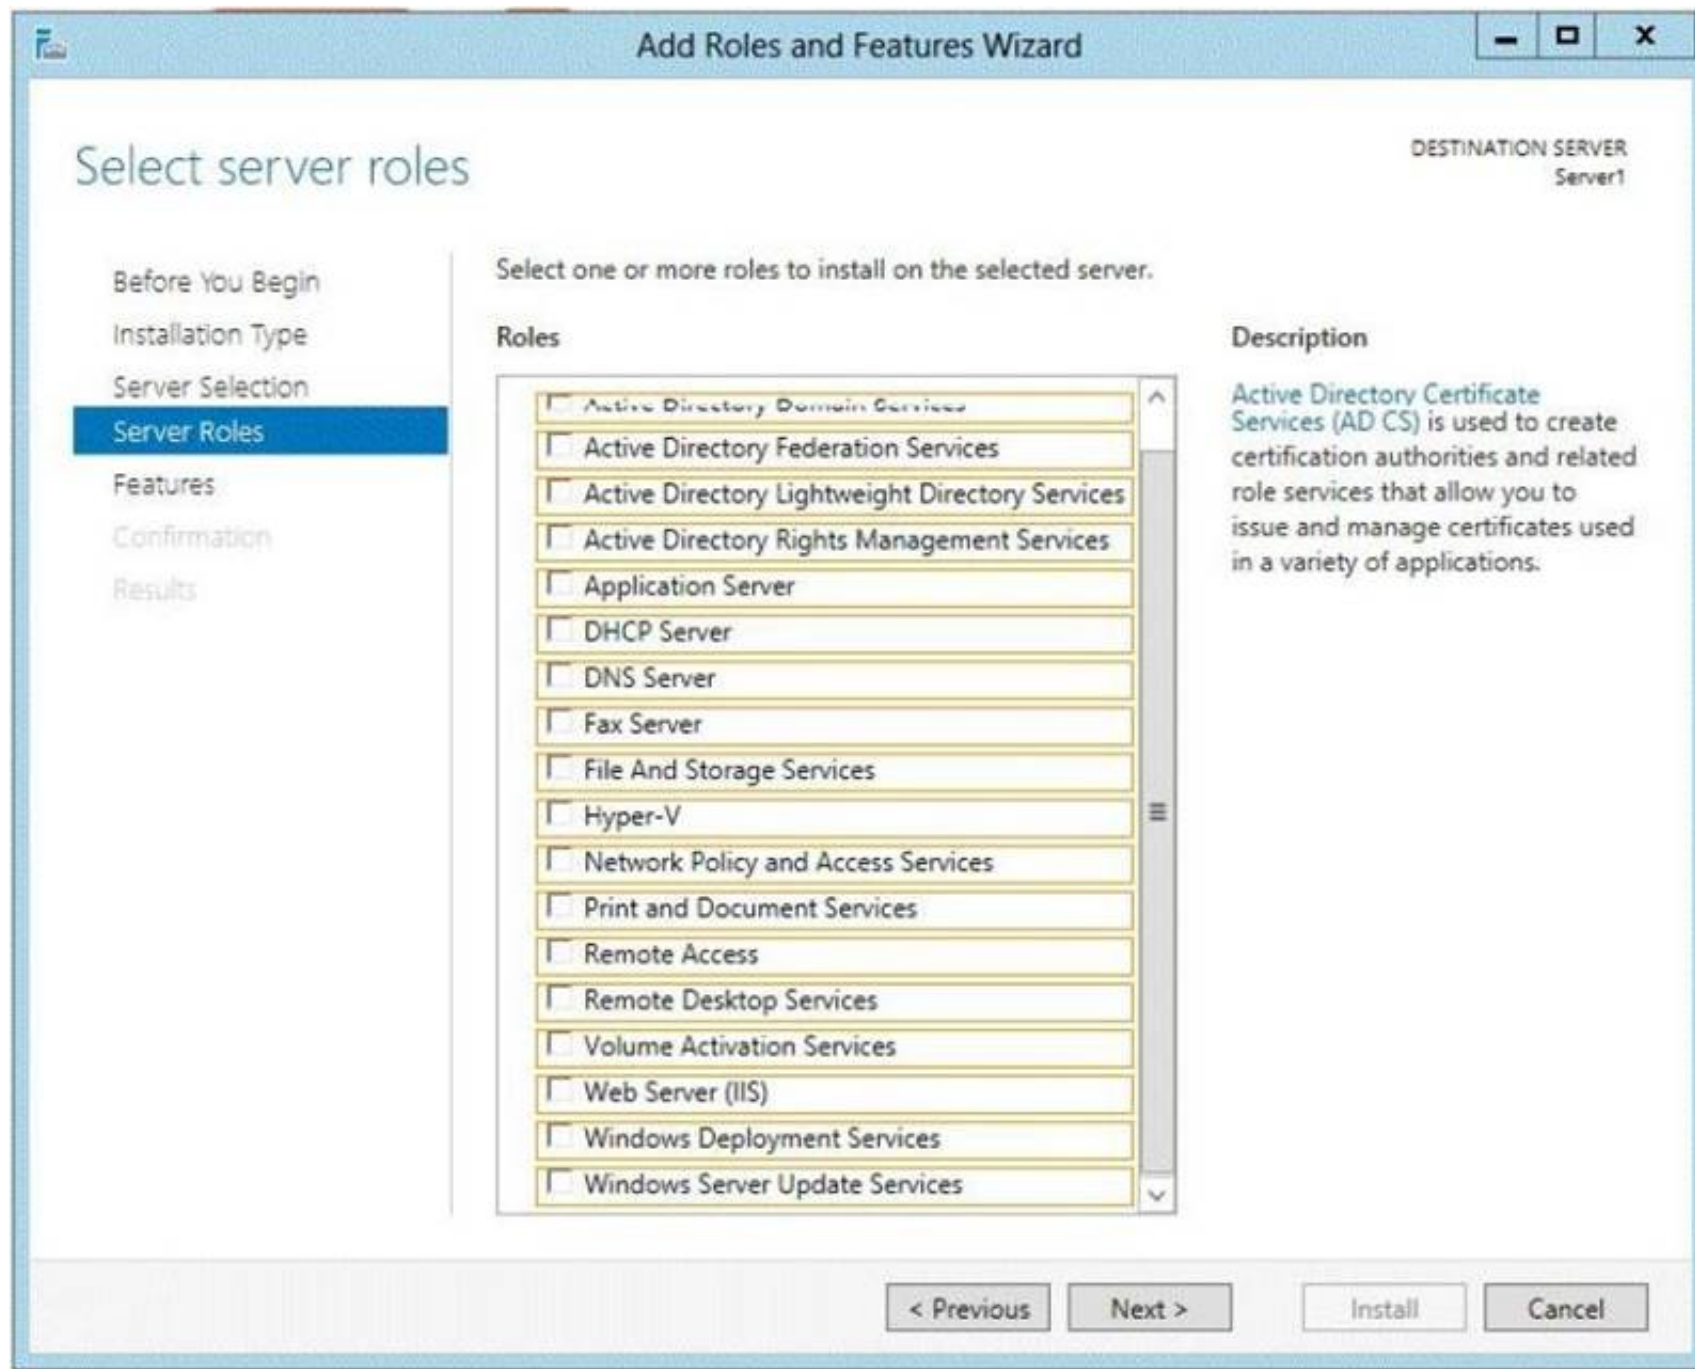 Add Roles and Features Wizard
Select server roles
DESTINATION SERVER
Server1
Before You Begin
Installation Type
Server Selection
Server Roles
Features
Confirmation
Results
Select one or more roles to install on the selected server.
Roles
Active Directory Domain Services
Active Directory Federation Services
Active Directory Lightweight Directory Services
Active Directory Rights Management Services
Application Server
DHCP Server
DNS Server
Fax Server
File And Storage Services
Hyper-V
Network Policy and Access Services
Print and Document Services
Remote Access
Remote Desktop Services
Volume Activation Services
Web Server (IIS)
Windows Deployment Services
Windows Server Update Services
Description
Active Directory Certificate
Services (AD CS) is used to create
certification authorities and related
role services that allow you to
issue and manage certificates used
in a variety of applications.
< Previous
Next >
Install
Cancel